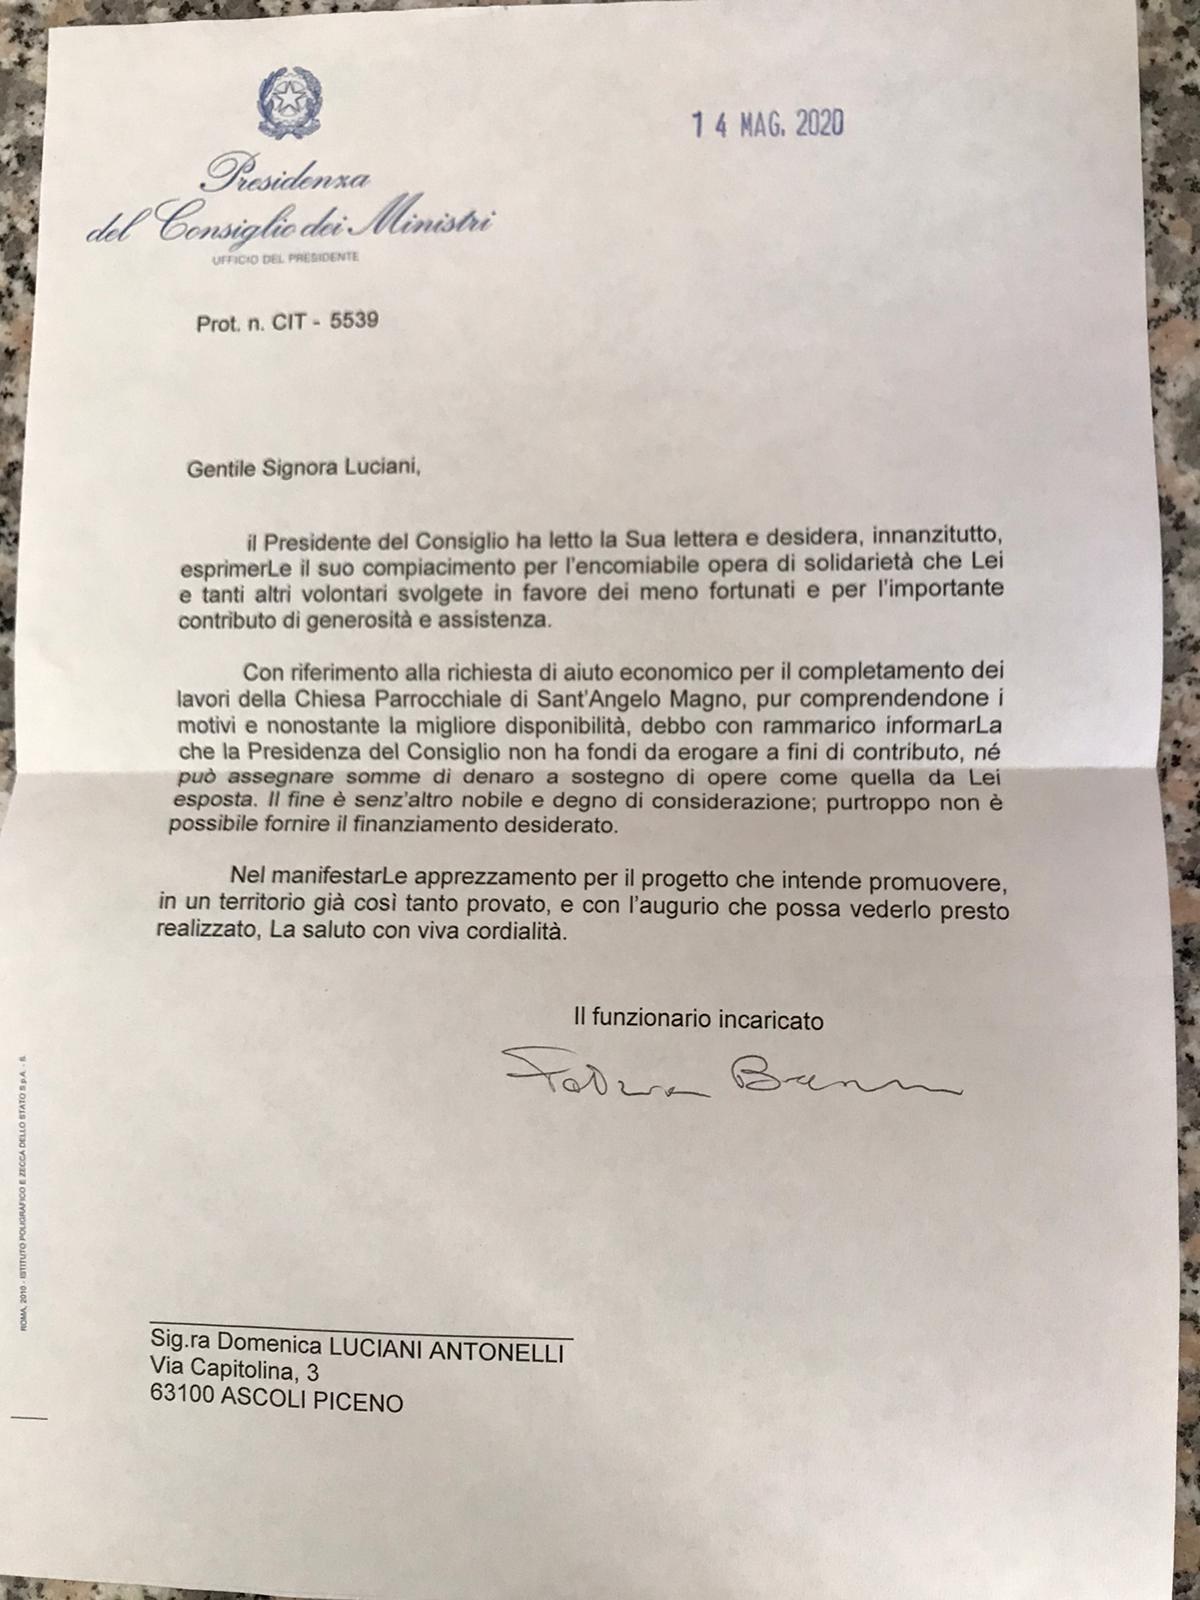 14 MAG. 2020
Presidenza
del Consiglio dei Ministri
UFFICIO DEL PRESIDENTE
Prot. n. CIT - 5539
Gentile Signora Luciani,
il Presidente del Consiglio ha letto la Sua lettera e desidera, innanzitutto,
esprimerLe il suo compiacimento per l'encomiabile opera di solidarietà che Lei
e tanti altri volontari svolgete in favore dei meno fortunati e per l'importante
contributo di generosità e assistenza.
Con riferimento alla richiesta di aiuto economico per il completamento dei
lavori della Chiesa Parrocchiale di Sant'Angelo Magno, pur comprendendone i
motivi e nonostante la migliore disponibilità, debbo con rammarico informarLa
che la Presidenza del Consiglio non ha fondi da erogare a fini di contributo, né
può assegnare somme di denaro a sostegno di opere come quella da Lei
esposta. Il fine è senz'altro nobile e degno di considerazione; purtroppo non è
possibile fornire il finanziamento desiderato.
Nel manifestarLe apprezzamento per il progetto che intende promuovere,
in un territorio già così tanto provato, e con l'augurio che possa vederlo presto
realizzato, La saluto con viva cordialità.
Il funzionario incaricato
Sig.ra Domenica LUCIANI ANTONELLI
Via Capitolina, 3
63100 ASCOLI PICENO
ROMA, 2010 - ISTITUTO POLIGRAFICO E ZECCA DELLO STATO S.p.A. - S.